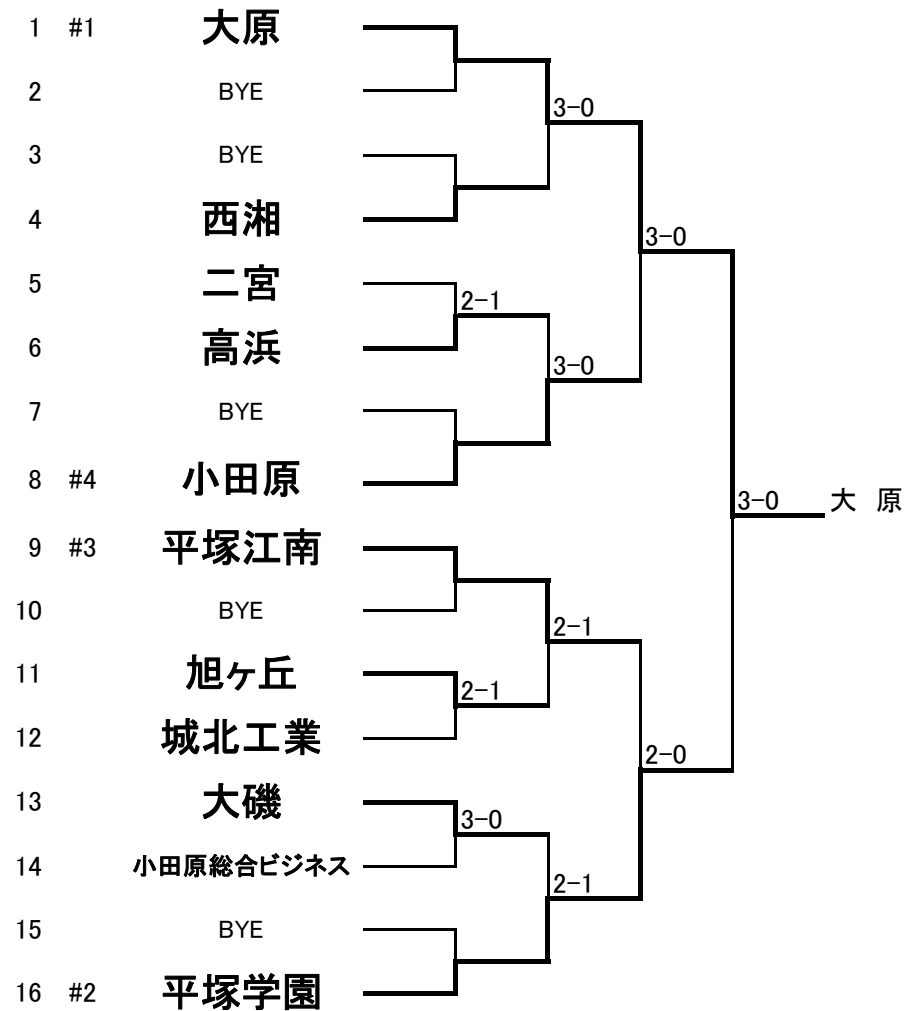 1 #1 大原
2 BYE
3-0
3 BYE
4 西湘
3-0
5 二宮
2-1
6 高浜
3-0
7 BYE
8 #4 小田原
3-0 大 原
9 #3 平塚江南
10 BYE
2-1
11 旭ヶ丘
2-1
12 城北工業
2-0
13 大磯
3-0
14 小田原総合ビジネス
2-1
15 BYE
16 #2 平塚学園